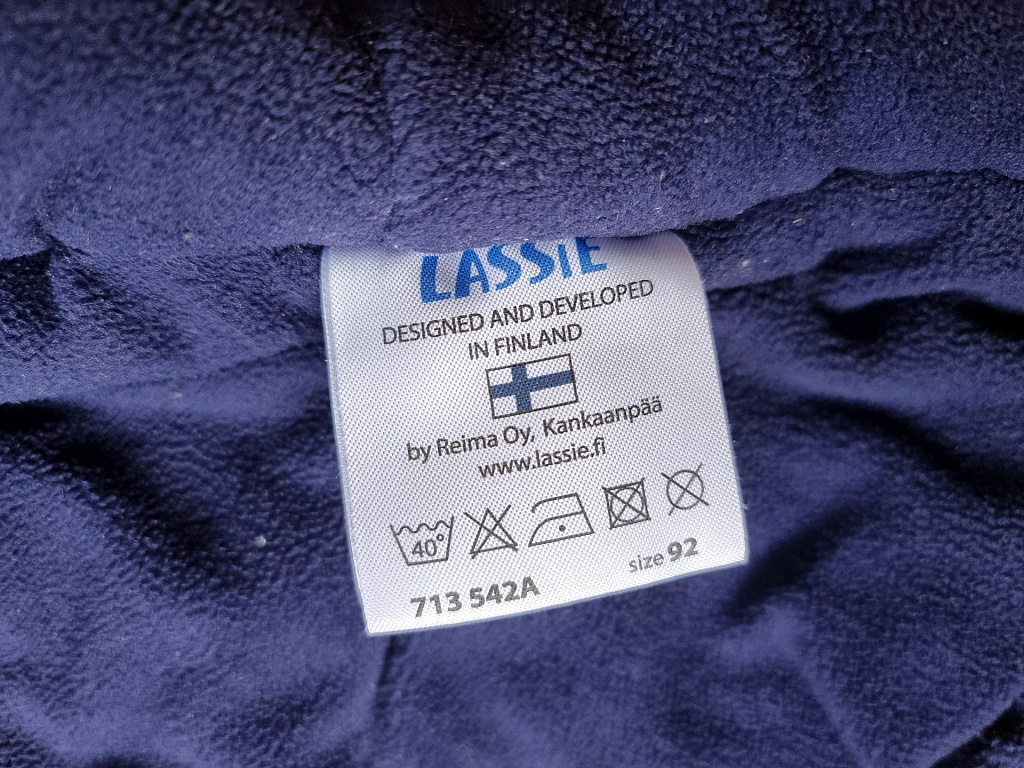 LASSiE
DESIGNED AND DEVELOPED
IN FINLAND
by Reima Oy, Kankaanpää
www.lassie.fi
40°
713 542A size 92